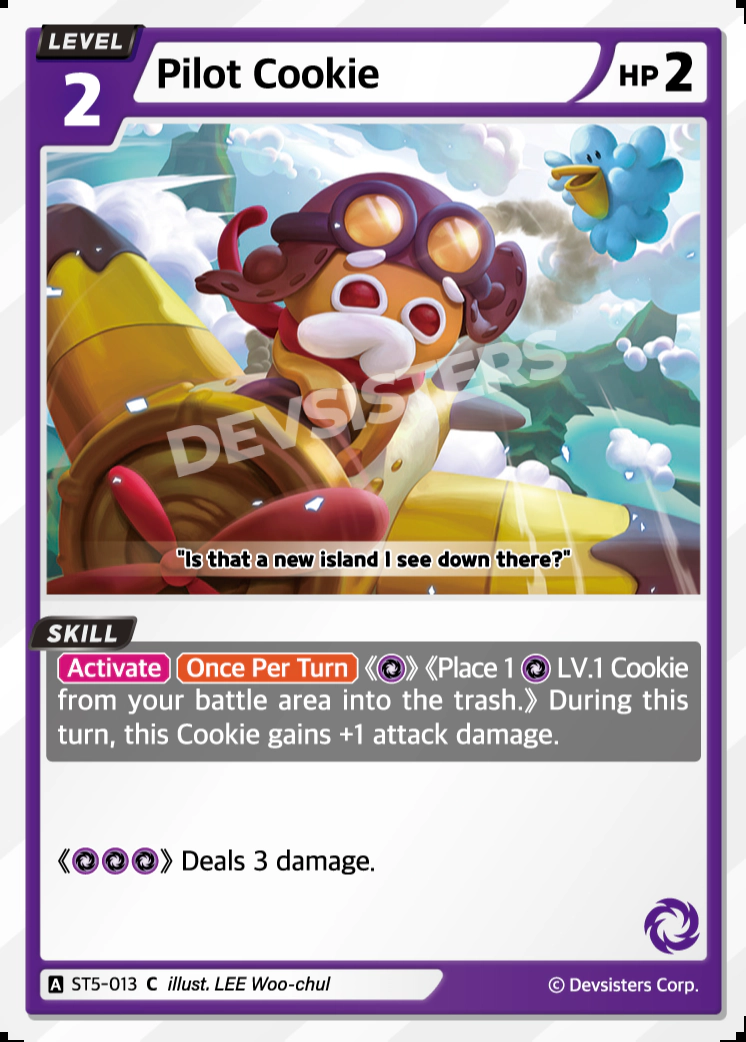 LEVEL
2
Pilot Cookie
HP 2
DEVSISTERS
"Is that a new island I see down there?"
SKILL
Activate Once Per Turn 《》《Place 1 LV.1 Cookie
from your battle area into the trash.》 During this
turn, this Cookie gains +1 attack damage.
《》 Deals 3 damage.
A ST5-013 C illust. LEE Woo-chul
© Devsisters Corp.